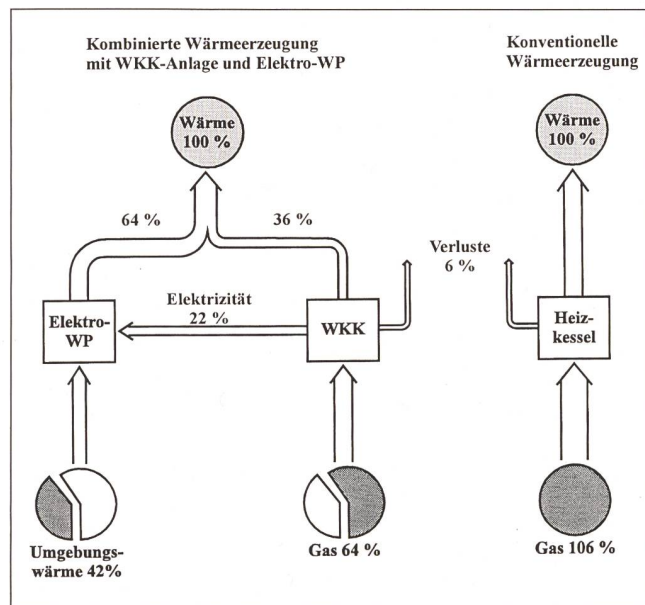 Kombinierte Wärmeerzeugung
mit WKK-Anlage und Elektro-WP
Konventionelle
Wärmeerzeugung
Wärme
100 %
Wärme
100 %
64 %
36 %
Verluste
6 %
Elektrizität
22 %
Elektro-
WP
WKK
Heiz-
kessel
Umgebungs-
wärme 42%
Gas 64 %
Gas 106 %